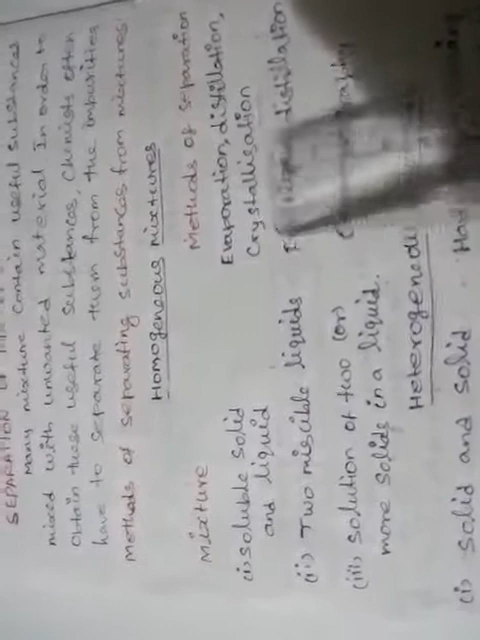 SEPARATION OF
Many mixture contain useful substances
mixed with unwanted material In order to
Obtain these useful substances, chemists often
have to separate them from the impurities
Methods of separating substances from mixtures
Homogeneous mixtures
Mixture Methods of separation
(i) soluble solid Evaporation, distillation,
and liquid Crystallisation
(ii) Two miscible liquids distillation
(iii) solution of two (or)
more solids in a liquid.
(i) solid and solid